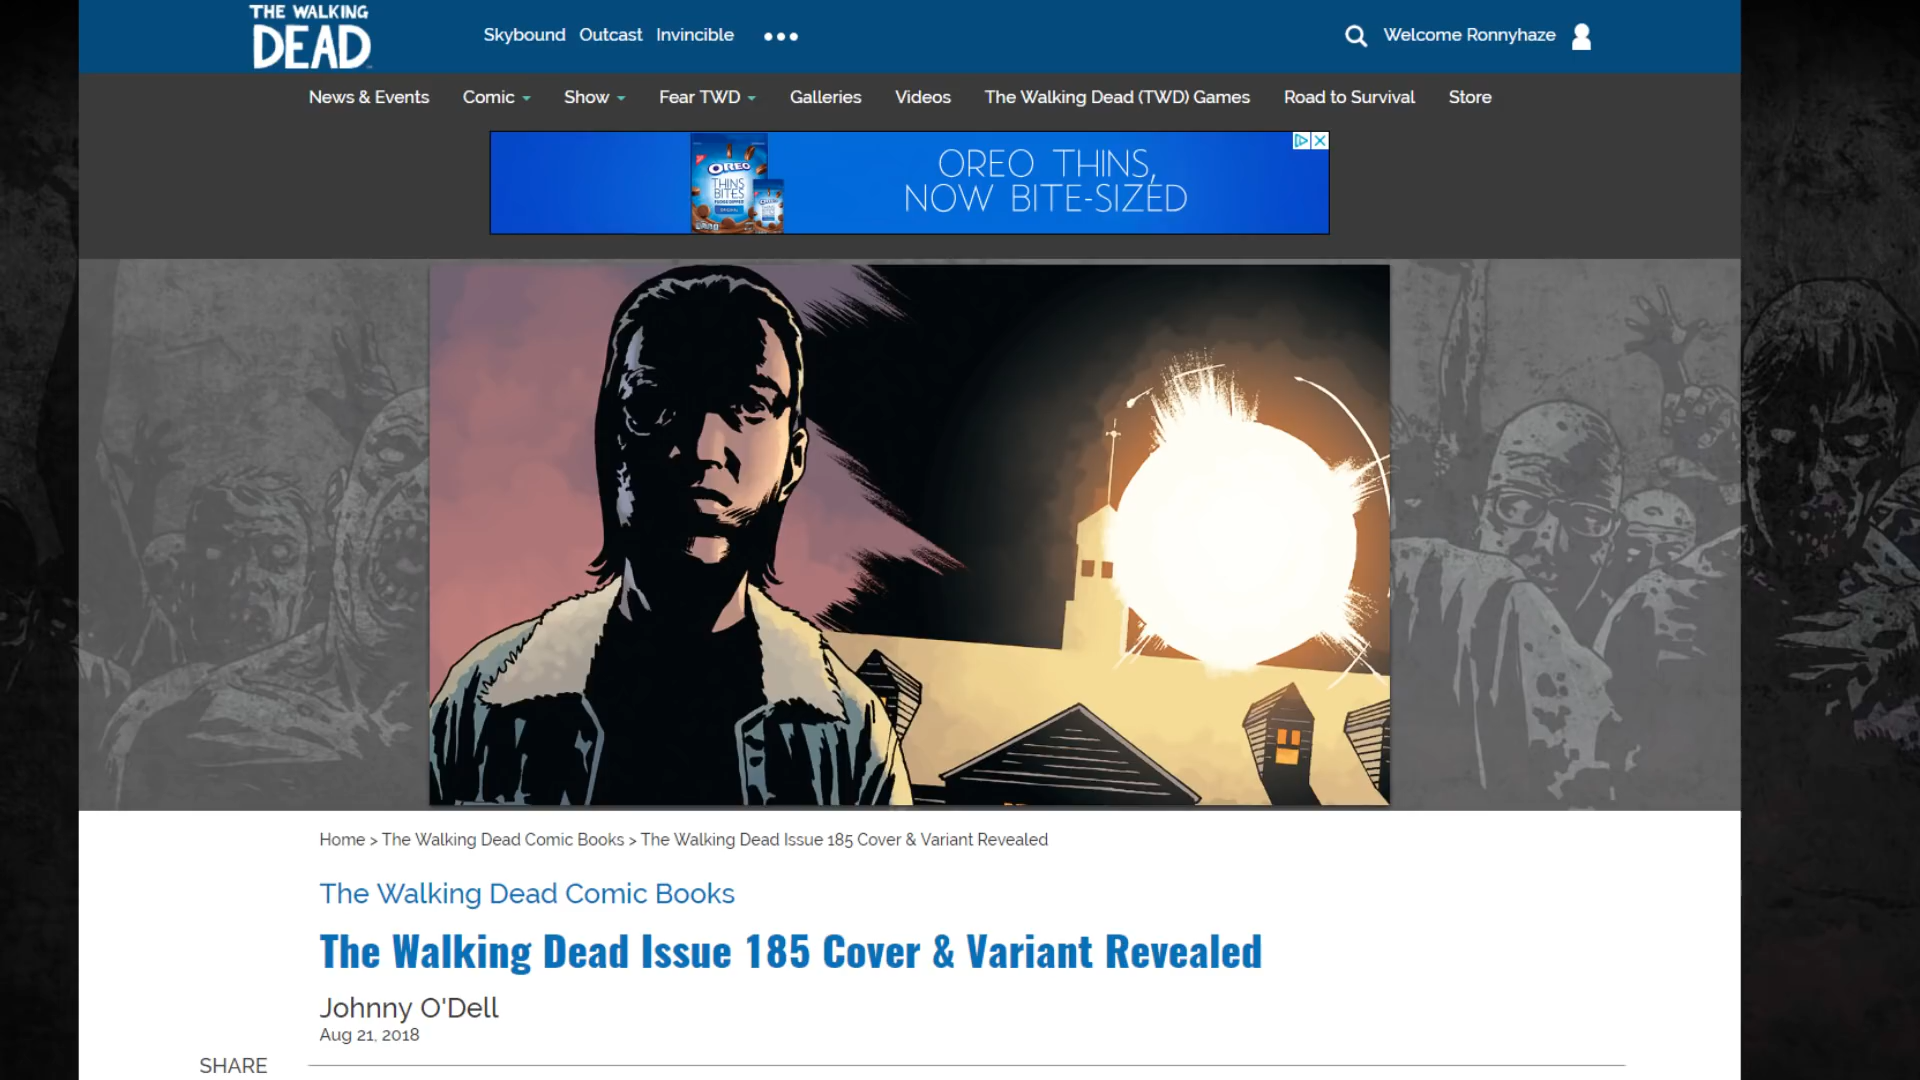 THE WALKING
DEAD
Skybound Outcast Invincible
Welcome Ronnyhaze
News & Events Comic Show Fear TWD Galleries Videos The Walking Dead (TWD) Games Road to Survival Store
OREO
THINS
BITES
ORIGINAL
OREO THINS,
NOW BITE-SIZED
Home > The Walking Dead Comic Books > The Walking Dead Issue 185 Cover & Variant Revealed
The Walking Dead Comic Books
The Walking Dead Issue 185 Cover & Variant Revealed
Johnny O'Dell
Aug 21, 2018
SHARE